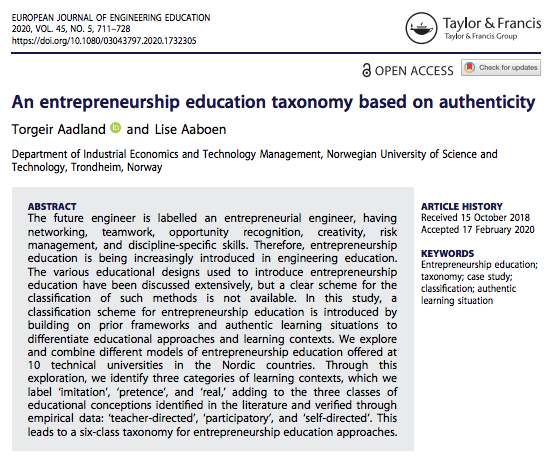 EUROPEAN JOURNAL OF ENGINEERING EDUCATION
2020, VOL. 45, NO. 5, 711–728
https://doi.org/10.1080/03043797.2020.1732305
Taylor & Francis
Taylor & Francis Group
OPEN ACCESS
Check for updates
An entrepreneurship education taxonomy based on authenticity
Torgeir Aadland iD and Lise Aaboen
Department of Industrial Economics and Technology Management, Norwegian University of Science and
Technology, Trondheim, Norway
ABSTRACT
The future engineer is labelled an entrepreneurial engineer, having
networking, teamwork, opportunity recognition, creativity, risk
management, and discipline-specific skills. Therefore, entrepreneurship
education is being increasingly introduced in engineering education.
The various educational designs used to introduce entrepreneurship
education have been discussed extensively, but a clear scheme for the
classification of such methods is not available. In this study, a
classification scheme for entrepreneurship education is introduced by
building on prior frameworks and authentic learning situations to
differentiate educational approaches and learning contexts. We explore
and combine different models of entrepreneurship education offered at
10 technical universities in the Nordic countries. Through this
exploration, we identify three categories of learning contexts, which we
label ‘imitation’, ‘pretence’, and ‘real,’ adding to the three classes of
educational conceptions identified in the literature and verified through
empirical data: ‘teacher-directed’, ‘participatory’, and ‘self-directed’. This
leads to a six-class taxonomy for entrepreneurship education approaches.
ARTICLE HISTORY
Received 15 October 2018
Accepted 17 February 2020
KEYWORDS
Entrepreneurship education;
taxonomy; case study;
classification; authentic
learning situation